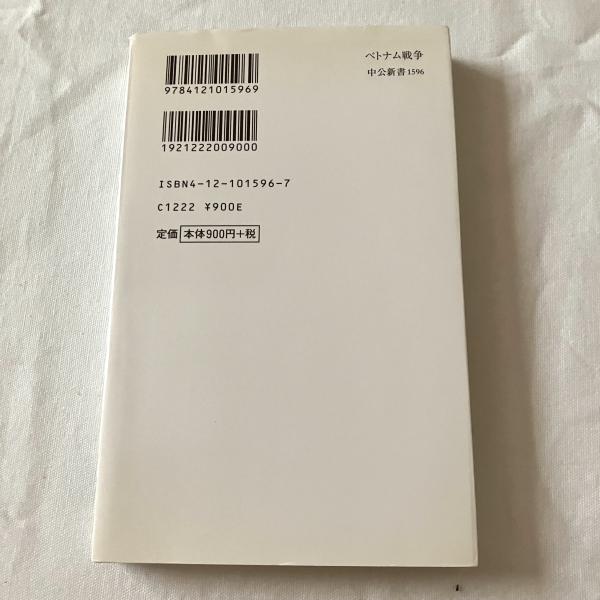 ベトナム戦争
中公新書 1596
9784121015969
1921222009000
ISBN4-12-101596-7
C1222 ¥900E
定価 本体900円+税